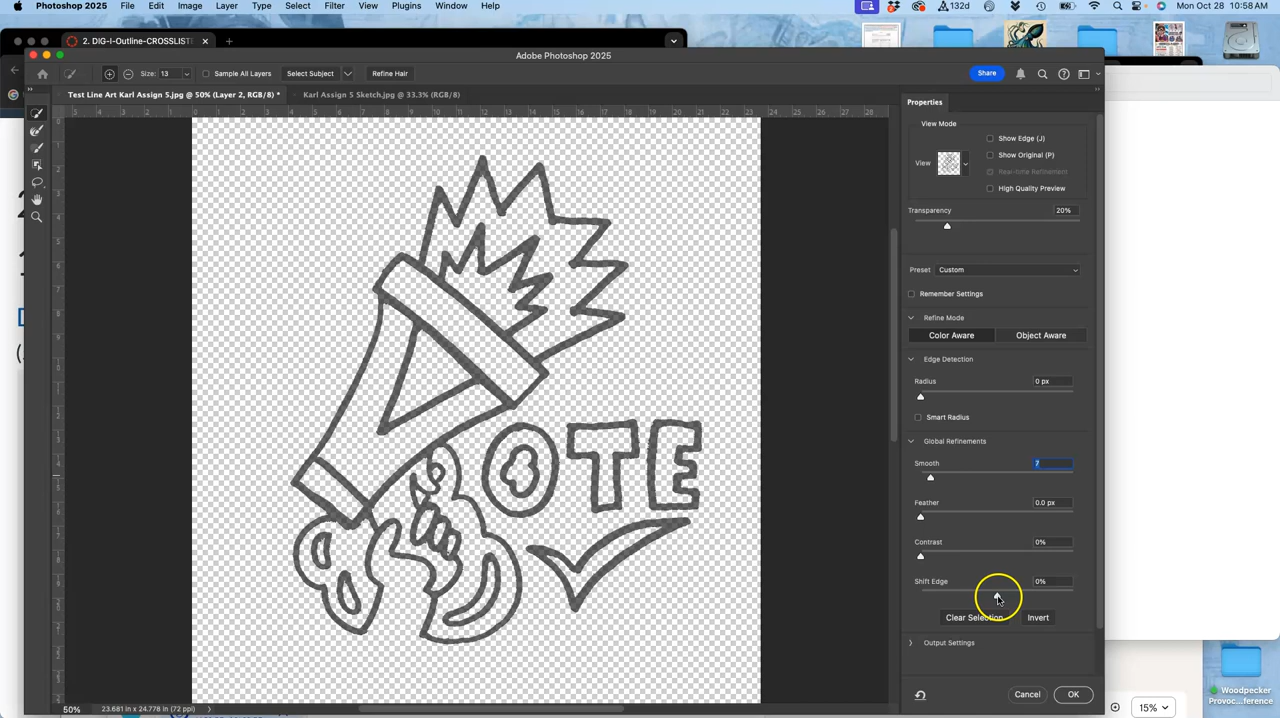 Photoshop File Edit Image Layer Type Select Filter View Plugins Window Help 132d Mon Oct 28 10:58 AM
2. DIG-I-Outline-CROSSLIST
Adobe Photoshop 2025
Size: 13 Sample All Layers Select Subject Refine Hair Share
Test Line Art Karl Assign 5.jpg @ 50% (Layer 2, RGB/8) * Karl Assign 5 Sketch.jpg @ 33.3% (RGB/8)
Properties
View Mode
Show Edge (J)
View Show Original (P)
Real-time Refinement
High Quality Preview
Transparency 20%
Preset Custom
Remember Settings
Refine Mode
Color Aware Object Aware
Edge Detection
Radius 0 px
Smart Radius
Global Refinements
Smooth 7
Feather 0.0 px
Contrast 0%
Shift Edge 0%
Clear Selection Invert
Output Settings
Cancel OK
OTE
50% 23.681 in x 24.778 in (72 ppi)
Woodpecker
Provoc...ference
15%